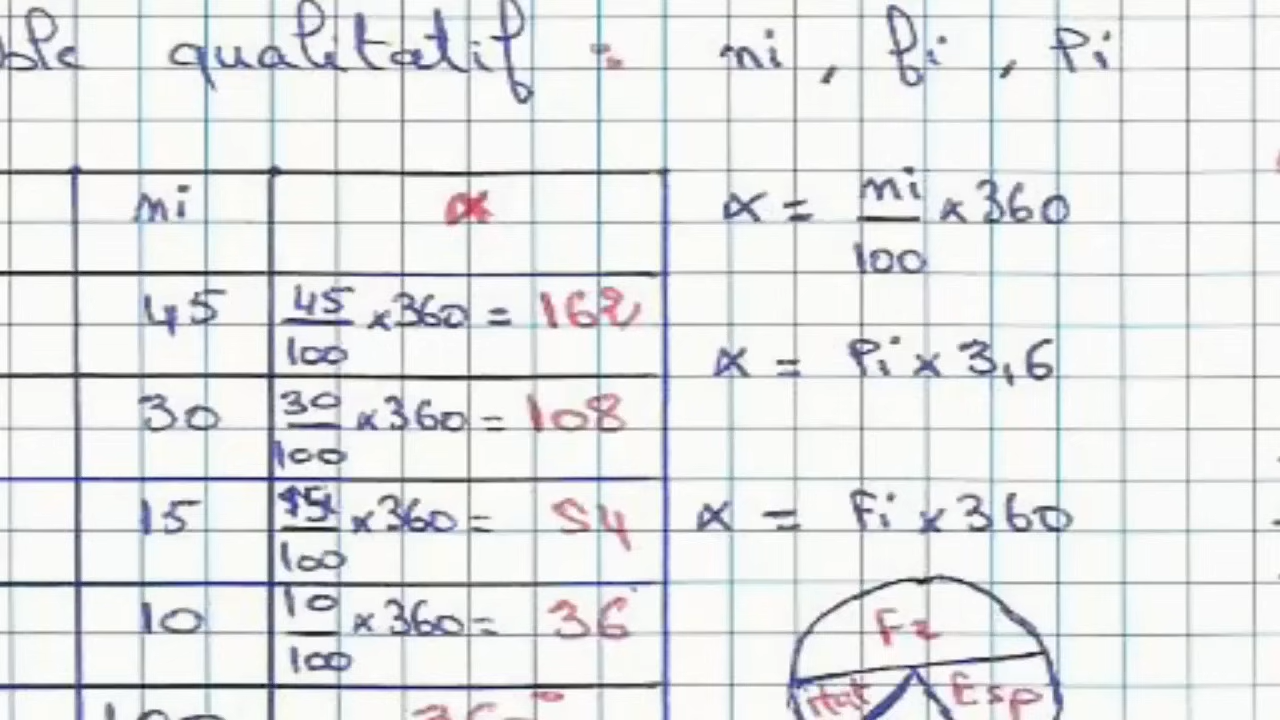 qualitatif : ni , fi , Pi
ni α
45 45/100 ×360 = 162
30 30/100 ×360 = 108
15 15/100 ×360 = 54
10 10/100 ×360 = 36
α = ni/100 ×360
α = Pi × 3,6
α = Fi × 360
Esp